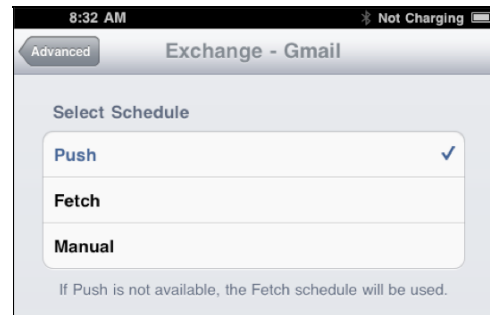 8:32 AM Not Charging
Advanced Exchange - Gmail
Select Schedule
Push
Fetch
Manual
If Push is not available, the Fetch schedule will be used.